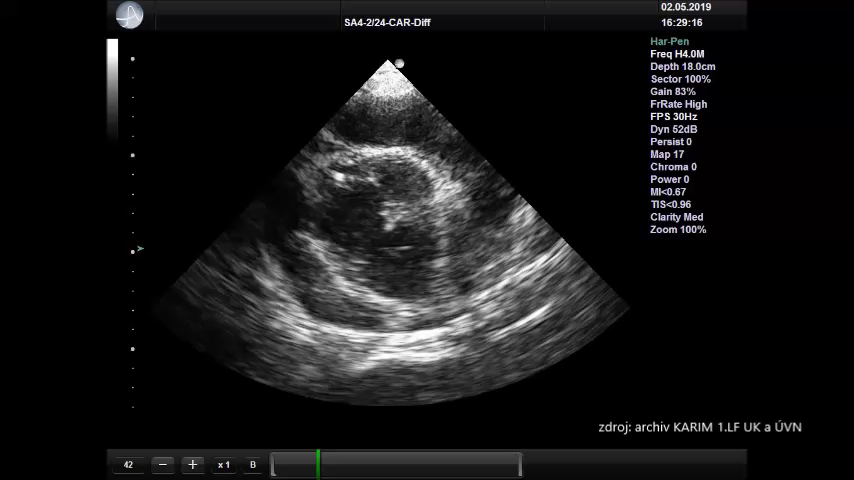 02.05.2019
SA4-2/24-CAR-Diff
16:29:16
Har-Pen
Freq H4.0M
Depth 18.0cm
Sector 100%
Gain 83%
FrRate High
FPS 30Hz
Dyn 52dB
Persist 0
Map 17
Chroma 0
Power 0
MI<0.67
TIS<0.96
Clarity Med
Zoom 100%
zdroj: archiv KARIM 1.LF UK a ÚVN
42 − + x 1 B